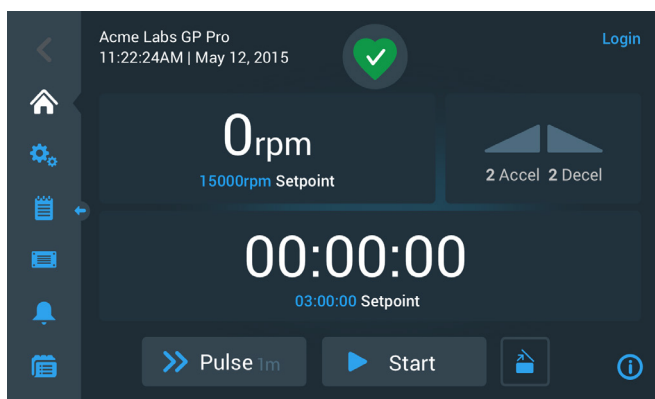 Acme Labs GP Pro
Login
11:22:24AM | May 12, 2015
0rpm
15000rpm Setpoint
2 Accel 2 Decel
00:00:00
03:00:00 Setpoint
Pulse 1m
Start